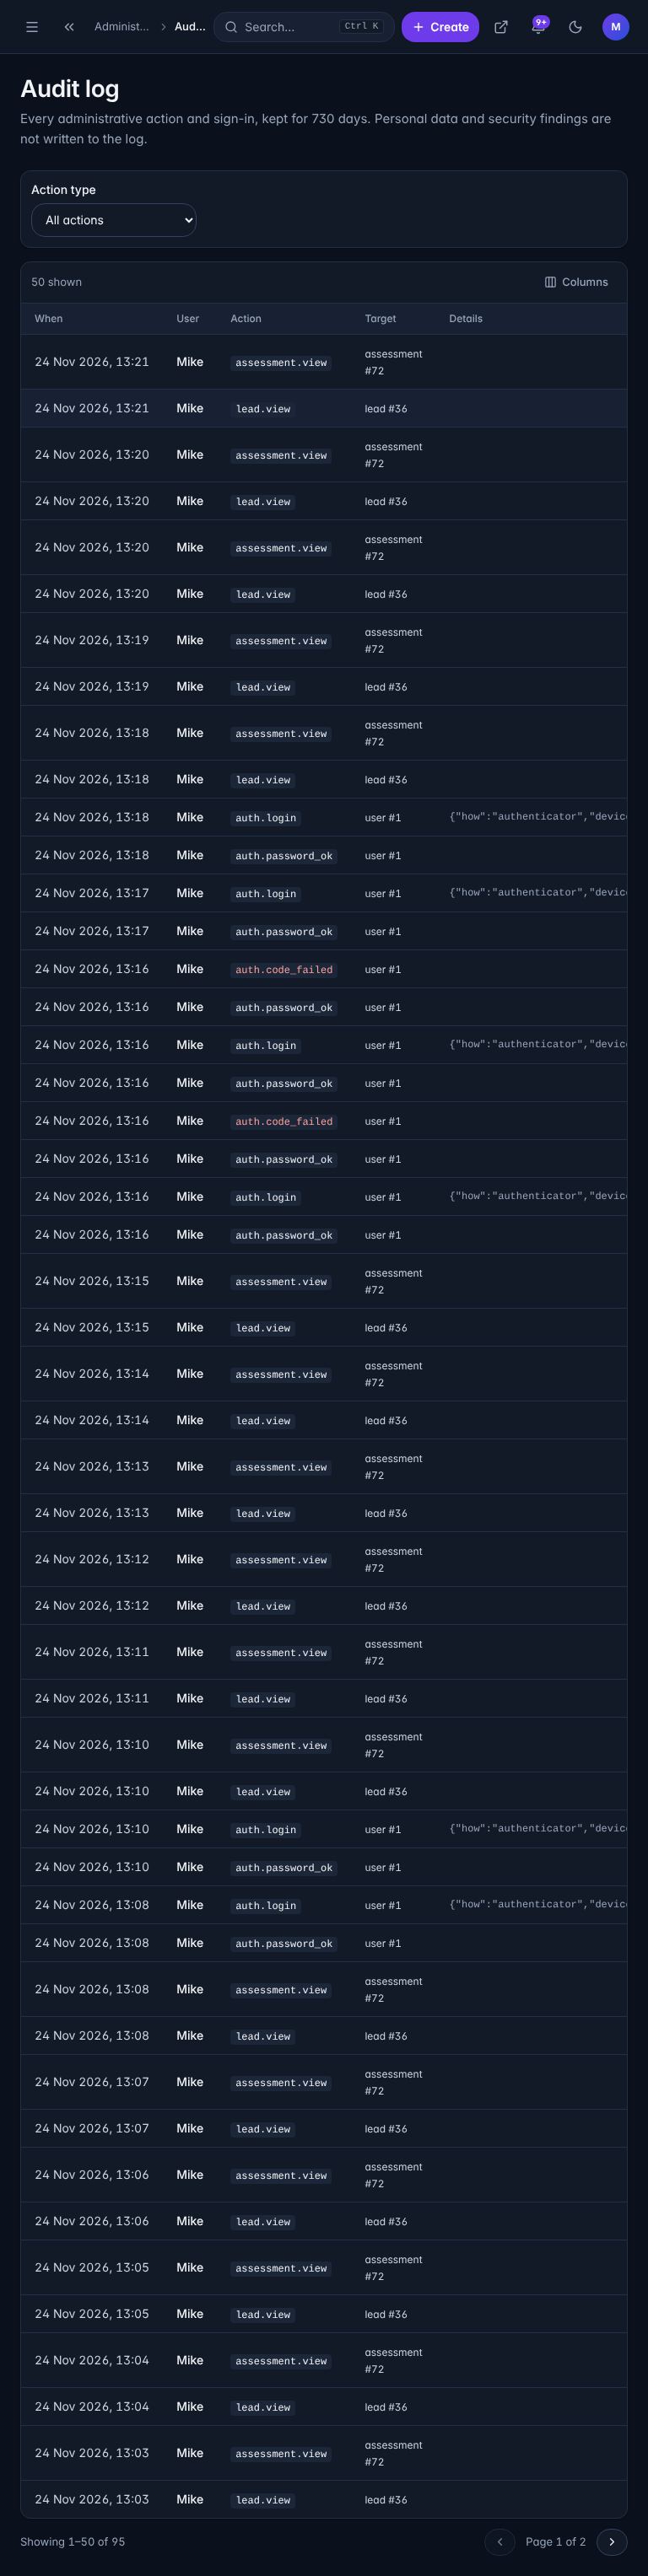 Administ... > Aud... Search... Ctrl K + Create 9+ M
Audit log
Every administrative action and sign-in, kept for 730 days. Personal data and security findings are
not written to the log.
Action type
All actions
50 shown Columns
When User Action Target Details
24 Nov 2026, 13:21 Mike assessment.view assessment #72
24 Nov 2026, 13:21 Mike lead.view lead #36
24 Nov 2026, 13:20 Mike assessment.view assessment #72
24 Nov 2026, 13:20 Mike lead.view lead #36
24 Nov 2026, 13:20 Mike assessment.view assessment #72
24 Nov 2026, 13:20 Mike lead.view lead #36
24 Nov 2026, 13:19 Mike assessment.view assessment #72
24 Nov 2026, 13:19 Mike lead.view lead #36
24 Nov 2026, 13:18 Mike assessment.view assessment #72
24 Nov 2026, 13:18 Mike lead.view lead #36
24 Nov 2026, 13:18 Mike auth.login user #1 {"how":"authenticator","device
24 Nov 2026, 13:18 Mike auth.password_ok user #1
24 Nov 2026, 13:17 Mike auth.login user #1 {"how":"authenticator","device
24 Nov 2026, 13:17 Mike auth.password_ok user #1
24 Nov 2026, 13:16 Mike auth.code_failed user #1
24 Nov 2026, 13:16 Mike auth.password_ok user #1
24 Nov 2026, 13:16 Mike auth.login user #1 {"how":"authenticator","device
24 Nov 2026, 13:16 Mike auth.password_ok user #1
24 Nov 2026, 13:16 Mike auth.code_failed user #1
24 Nov 2026, 13:16 Mike auth.password_ok user #1
24 Nov 2026, 13:16 Mike auth.login user #1 {"how":"authenticator","device
24 Nov 2026, 13:16 Mike auth.password_ok user #1
24 Nov 2026, 13:15 Mike assessment.view assessment #72
24 Nov 2026, 13:15 Mike lead.view lead #36
24 Nov 2026, 13:14 Mike assessment.view assessment #72
24 Nov 2026, 13:14 Mike lead.view lead #36
24 Nov 2026, 13:13 Mike assessment.view assessment #72
24 Nov 2026, 13:13 Mike lead.view lead #36
24 Nov 2026, 13:12 Mike assessment.view assessment #72
24 Nov 2026, 13:12 Mike lead.view lead #36
24 Nov 2026, 13:11 Mike assessment.view assessment #72
24 Nov 2026, 13:11 Mike lead.view lead #36
24 Nov 2026, 13:10 Mike assessment.view assessment #72
24 Nov 2026, 13:10 Mike lead.view lead #36
24 Nov 2026, 13:10 Mike auth.login user #1 {"how":"authenticator","device
24 Nov 2026, 13:10 Mike auth.password_ok user #1
24 Nov 2026, 13:08 Mike auth.login user #1 {"how":"authenticator","device
24 Nov 2026, 13:08 Mike auth.password_ok user #1
24 Nov 2026, 13:08 Mike assessment.view assessment #72
24 Nov 2026, 13:08 Mike lead.view lead #36
24 Nov 2026, 13:07 Mike assessment.view assessment #72
24 Nov 2026, 13:07 Mike lead.view lead #36
24 Nov 2026, 13:06 Mike assessment.view assessment #72
24 Nov 2026, 13:06 Mike lead.view lead #36
24 Nov 2026, 13:05 Mike assessment.view assessment #72
24 Nov 2026, 13:05 Mike lead.view lead #36
24 Nov 2026, 13:04 Mike assessment.view assessment #72
24 Nov 2026, 13:04 Mike lead.view lead #36
24 Nov 2026, 13:03 Mike assessment.view assessment #72
24 Nov 2026, 13:03 Mike lead.view lead #36
Showing 1–50 of 95 Page 1 of 2